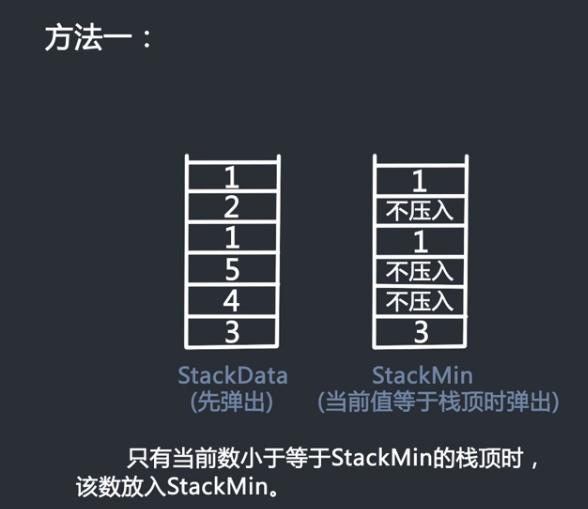 方法一：
1 1
2 不压入
1 1
5 不压入
4 不压入
3 3
StackData StackMin
(先弹出) (当前值等于栈顶时弹出)
只有当前数小于等于StackMin的栈顶时，
该数放入StackMin。